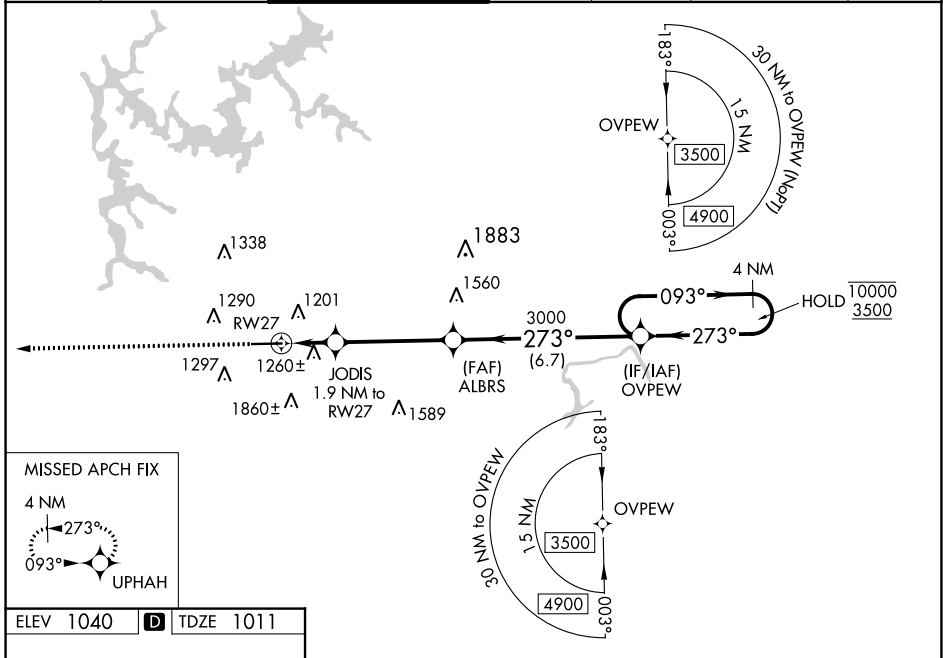 183°
30 NM to OVPEW (NoPT)
15 NM
OVPEW
3500
4900
003°
1338
1883
1560
4 NM
093°
HOLD 10000
3500
1290
1201
RW27
3000
273°
(6.7)
273°
1297
1260±
JODIS
1.9 NM to
RW27
(FAF)
ALBRS
(IF/IAF)
OVPEW
1860±
1589
183°
30 NM to OVPEW
15 NM
OVPEW
3500
4900
003°
MISSED APCH FIX
4 NM
273°
093°
UPHAH
ELEV 1040 D TDZE 1011